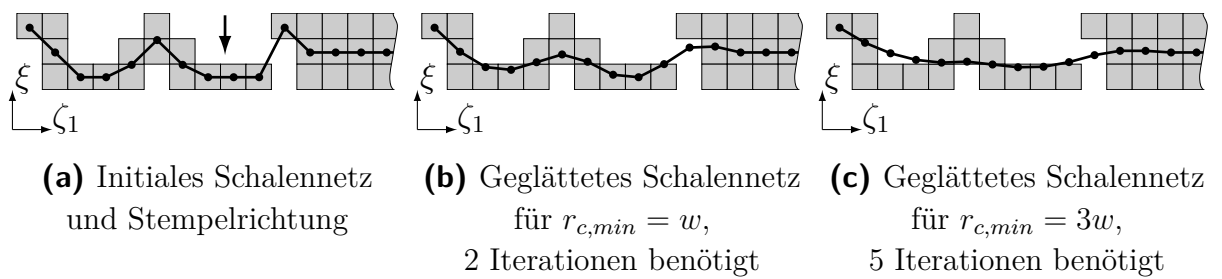 ξ
ζ₁
(a) Initiales Schalennetz
und Stempelrichtung
ξ
ζ₁
(b) Geglättetes Schalennetz
für r_{c,min} = w,
2 Iterationen benötigt
ξ
ζ₁
(c) Geglättetes Schalennetz
für r_{c,min} = 3w,
5 Iterationen benötigt